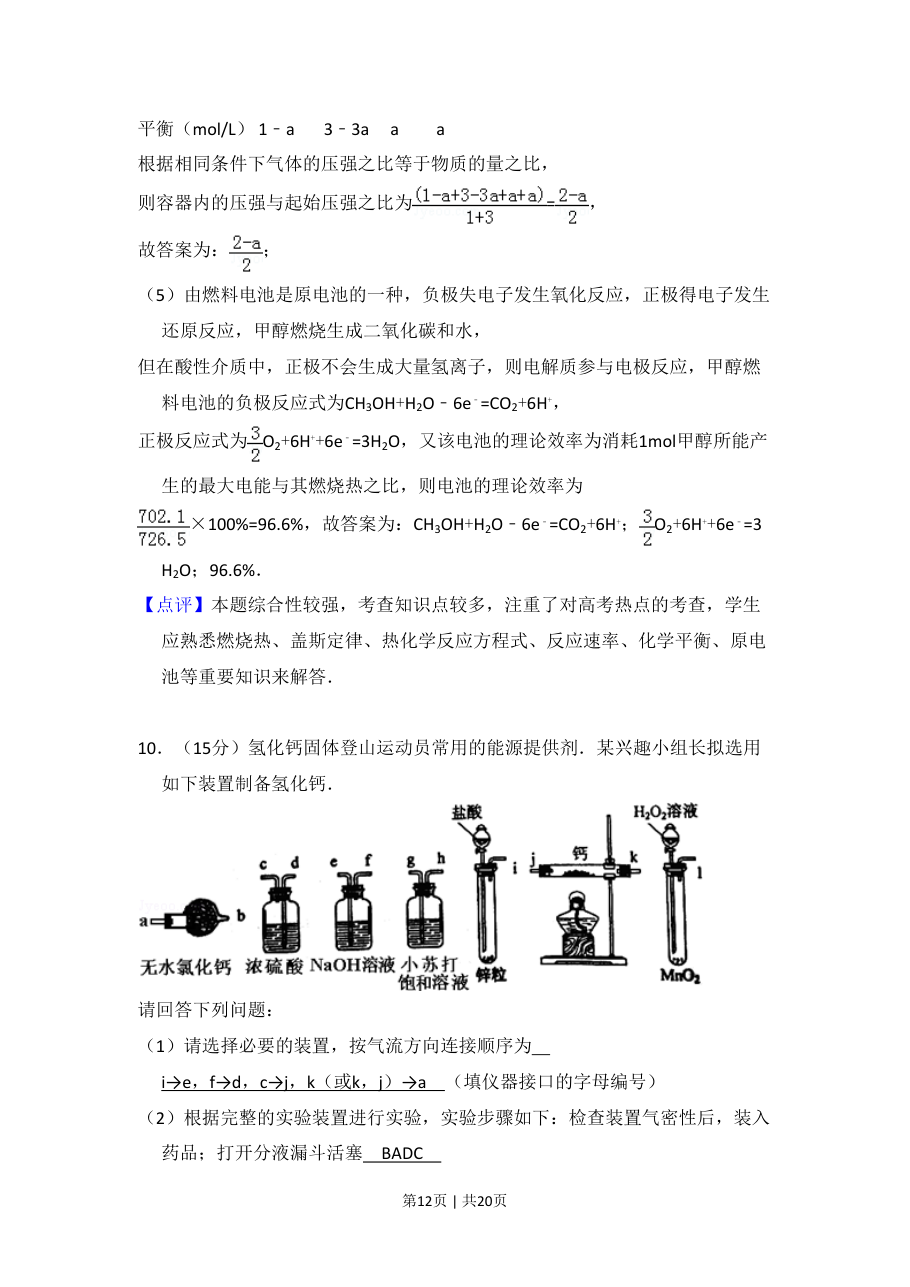 平衡（mol/L） 1﹣a 3﹣3a a a
根据相同条件下气体的压强之比等于物质的量之比，
则容器内的压强与起始压强之比为(1-a+3-3a+a+a)/(1+3)=(2-a)/2，
故答案为：(2-a)/2；
（5）由燃料电池是原电池的一种，负极失电子发生氧化反应，正极得电子发生
还原反应，甲醇燃烧生成二氧化碳和水，
但在酸性介质中，正极不会生成大量氢离子，则电解质参与电极反应，甲醇燃
料电池的负极反应式为CH₃OH+H₂O﹣6e⁻=CO₂+6H⁺，
正极反应式为3/2O₂+6H⁺+6e⁻=3H₂O，又该电池的理论效率为消耗1mol甲醇所能产
生的最大电能与其燃烧热之比，则电池的理论效率为
702.1/726.5×100%=96.6%，故答案为：CH₃OH+H₂O﹣6e⁻=CO₂+6H⁺；3/2O₂+6H⁺+6e⁻=3
H₂O；96.6%．
【点评】本题综合性较强，考查知识点较多，注重了对高考热点的考查，学生
应熟悉燃烧热、盖斯定律、热化学反应方程式、反应速率、化学平衡、原电
池等重要知识来解答．
10．（15分）氢化钙固体登山运动员常用的能源提供剂．某兴趣小组长拟选用
如下装置制备氢化钙．
盐酸 H₂O₂溶液
c d e f g h i j 钙 k l
a b
无水氯化钙 浓硫酸 NaOH溶液 小苏打 锌粒 MnO₂
饱和溶液
请回答下列问题：
（1）请选择必要的装置，按气流方向连接顺序为
i→e，f→d，c→j，k（或k，j）→a （填仪器接口的字母编号）
（2）根据完整的实验装置进行实验，实验步骤如下：检查装置气密性后，装入
药品；打开分液漏斗活塞 BADC
第12页 | 共20页